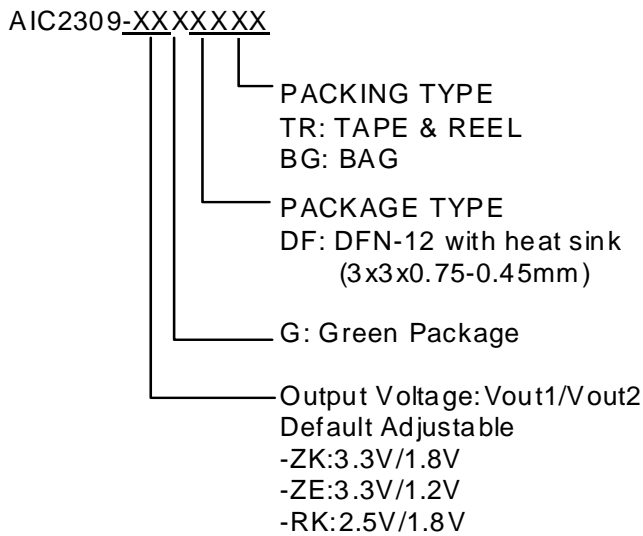 AIC2309-XXXXXXX
PACKING TYPE
TR: TAPE & REEL
BG: BAG
PACKAGE TYPE
DF: DFN-12 with heat sink
(3x3x0.75-0.45mm)
G: Green Package
Output Voltage: Vout1/Vout2
Default Adjustable
-ZK:3.3V/1.8V
-ZE:3.3V/1.2V
-RK:2.5V/1.8V